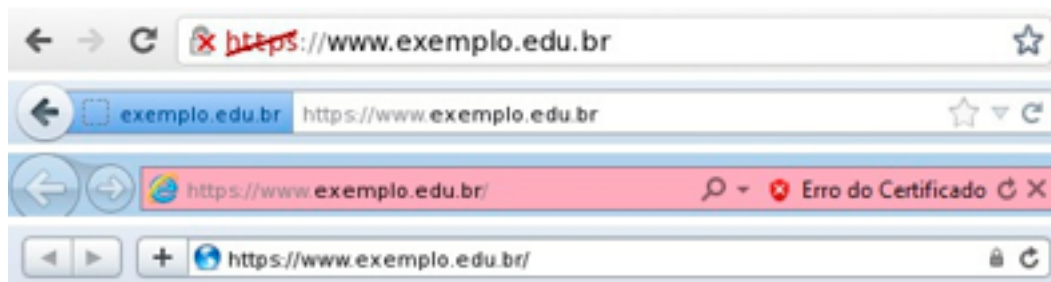 https://www.exemplo.edu.br
exemplo.edu.br https://www.exemplo.edu.br
https://www.exemplo.edu.br/ Erro do Certificado
https://www.exemplo.edu.br/